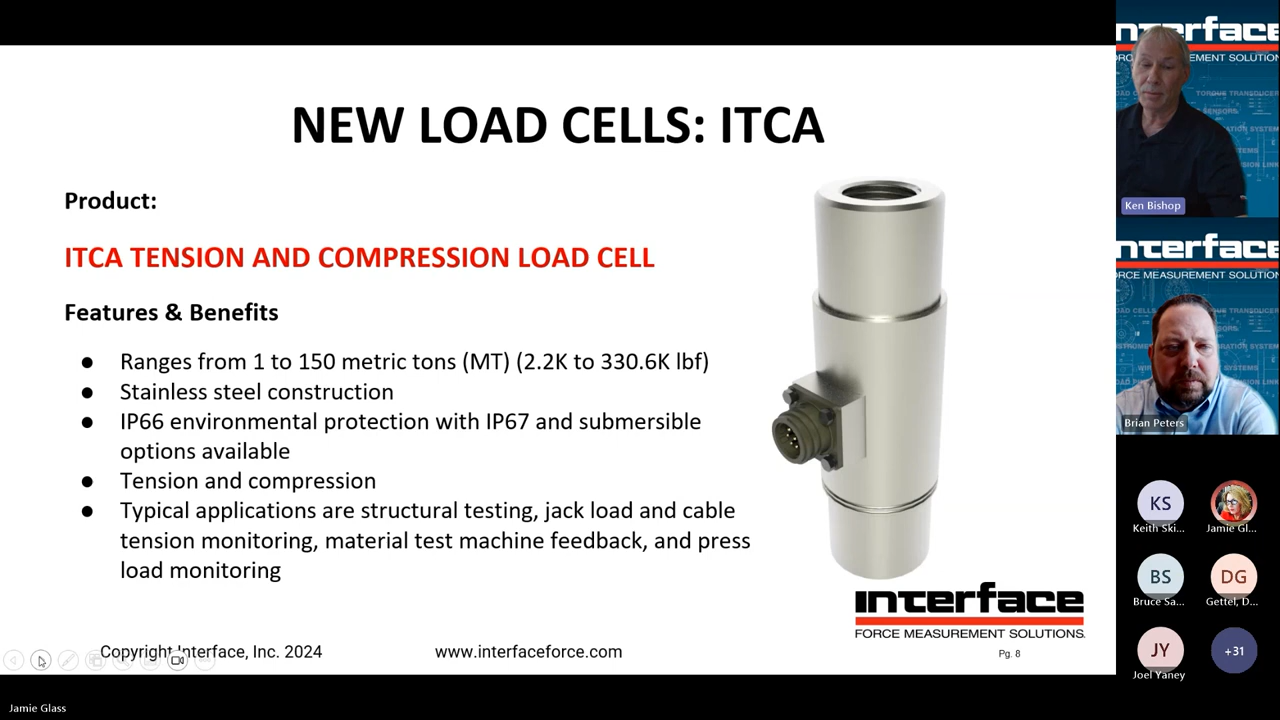 NEW LOAD CELLS: ITCA
Product:
ITCA TENSION AND COMPRESSION LOAD CELL
Features & Benefits
● Ranges from 1 to 150 metric tons (MT) (2.2K to 330.6K lbf)
● Stainless steel construction
● IP66 environmental protection with IP67 and submersible
options available
● Tension and compression
● Typical applications are structural testing, jack load and cable
tension monitoring, material test machine feedback, and press
load monitoring
interface
FORCE MEASUREMENT SOLUTIONS.
Copyright Interface, Inc. 2024
www.interfaceforce.com
Pg. 8
Jamie Glass
Ken Bishop
Brian Peters
KS
Keith Ski...
Jamie Gl...
BS
Bruce Sa...
DG
Gettel, D...
JY
Joel Yaney
+31